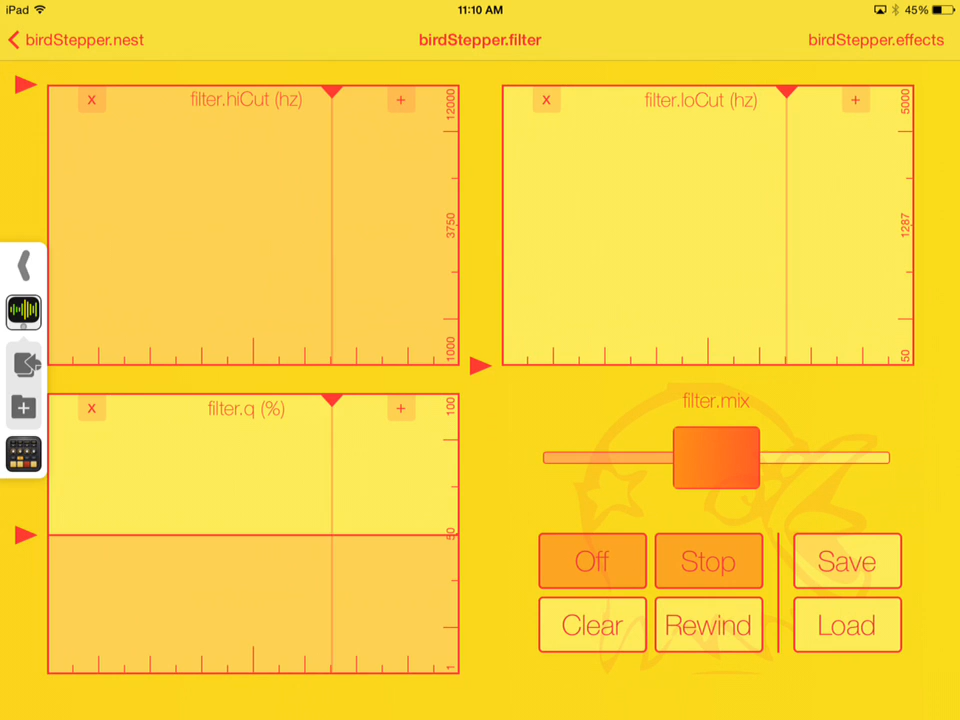 iPad 11:10 AM 45%
birdStepper.nest birdStepper.filter birdStepper.effects
x filter.hiCut (hz) +
12000
3750
1000
x filter.loCut (hz) +
5000
1287
50
x filter.q (%) +
100
50
1
filter.mix
Off Stop Save
Clear Rewind Load